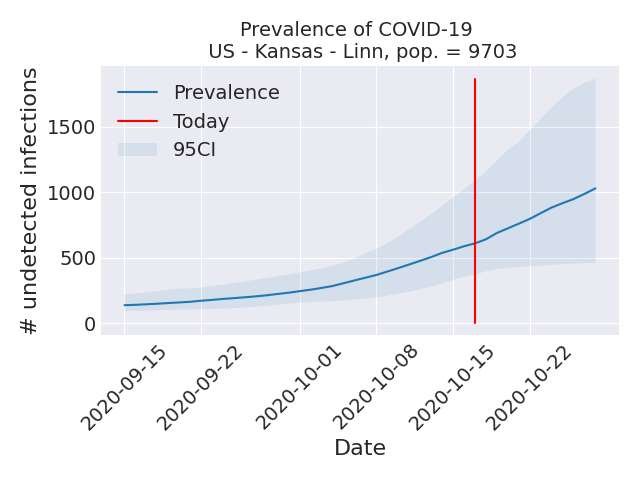 Prevalence of COVID-19
US - Kansas - Linn, pop. = 9703
# undetected infections
1500
1000
500
0
Prevalence
Today
95CI
2020-09-15
2020-09-22
2020-10-01
2020-10-08
2020-10-15
2020-10-22
Date